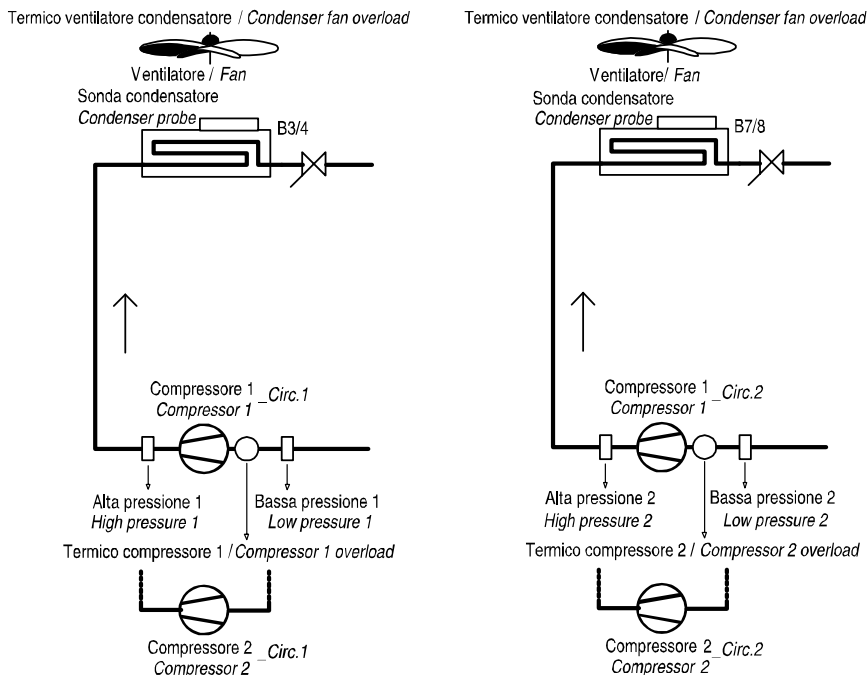 Termico ventilatore condensatore / Condenser fan overload
Ventilatore / Fan
Sonda condensatore
Condenser probe
B3/4
Compressore 1 _Circ.1
Compressor 1
Alta pressione 1
High pressure 1
Bassa pressione 1
Low pressure 1
Termico compressore 1 / Compressor 1 overload
Compressore 2 _Circ.1
Compressor 2
Termico ventilatore condensatore / Condenser fan overload
Ventilatore/ Fan
Sonda condensatore
Condenser probe
B7/8
Compressore 1 _Circ.2
Compressor 1
Alta pressione 2
High pressure 2
Bassa pressione 2
Low pressure 2
Termico compressore 2 / Compressor 2 overload
Compressore 2 _Circ.2
Compressor 2